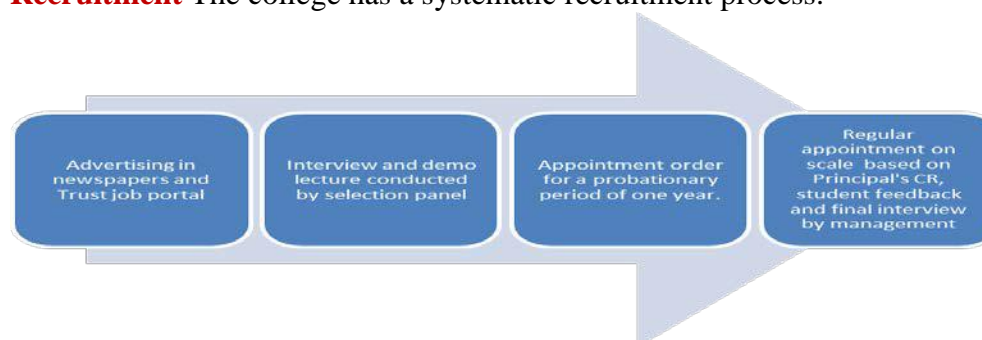 Recruitment The college has a systematic recruitment process.
Advertising in
newspapers and
Trust job portal
Interview and demo
lecture conducted
by selection panel
Appointment order
for a probationary
period of one year.
Regular
appointment on
scale based on
Principal's CR,
student feedback
and final interview
by management